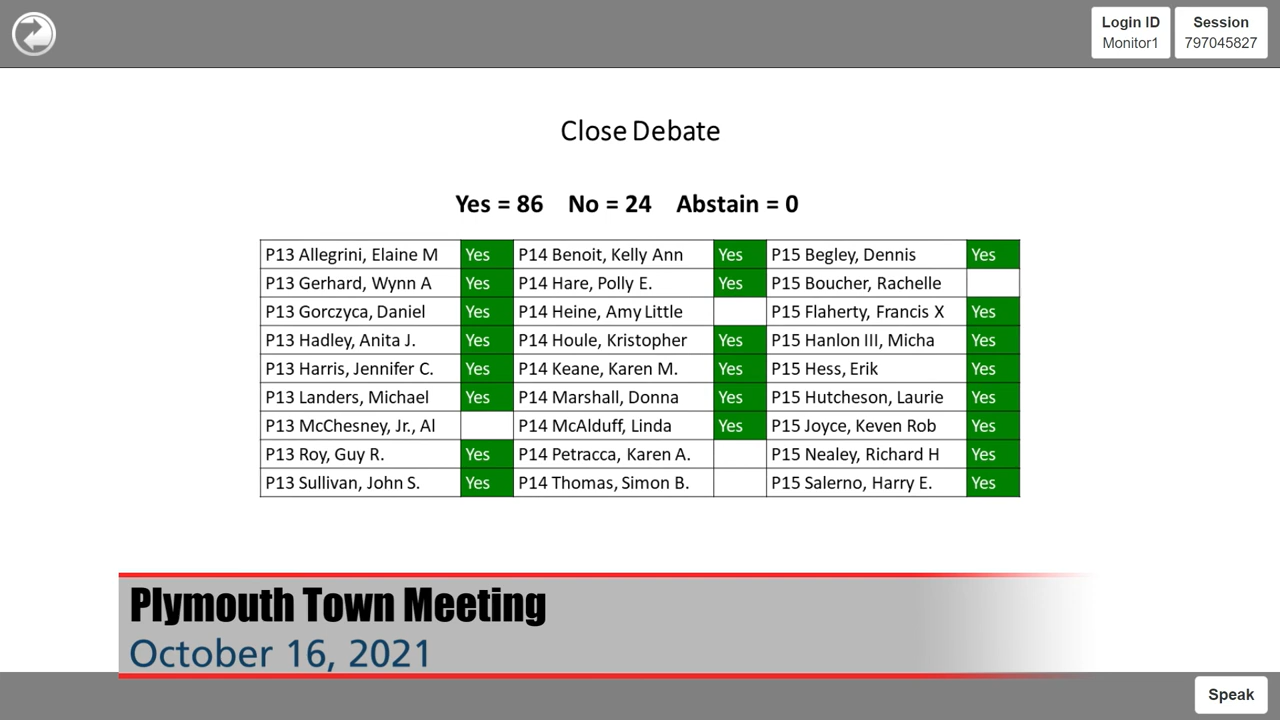 Login ID
Monitor1
Session
797045827
Close Debate
Yes = 86 No = 24 Abstain = 0
P13 Allegrini, Elaine M Yes P14 Benoit, Kelly Ann Yes P15 Begley, Dennis Yes
P13 Gerhard, Wynn A Yes P14 Hare, Polly E. Yes P15 Boucher, Rachelle
P13 Gorczyca, Daniel Yes P14 Heine, Amy Little P15 Flaherty, Francis X Yes
P13 Hadley, Anita J. Yes P14 Houle, Kristopher Yes P15 Hanlon III, Micha Yes
P13 Harris, Jennifer C. Yes P14 Keane, Karen M. Yes P15 Hess, Erik Yes
P13 Landers, Michael Yes P14 Marshall, Donna Yes P15 Hutcheson, Laurie Yes
P13 McChesney, Jr., Al P14 McAlduff, Linda Yes P15 Joyce, Keven Rob Yes
P13 Roy, Guy R. Yes P14 Petracca, Karen A. P15 Nealey, Richard H Yes
P13 Sullivan, John S. Yes P14 Thomas, Simon B. P15 Salerno, Harry E. Yes
Plymouth Town Meeting
October 16, 2021
Speak